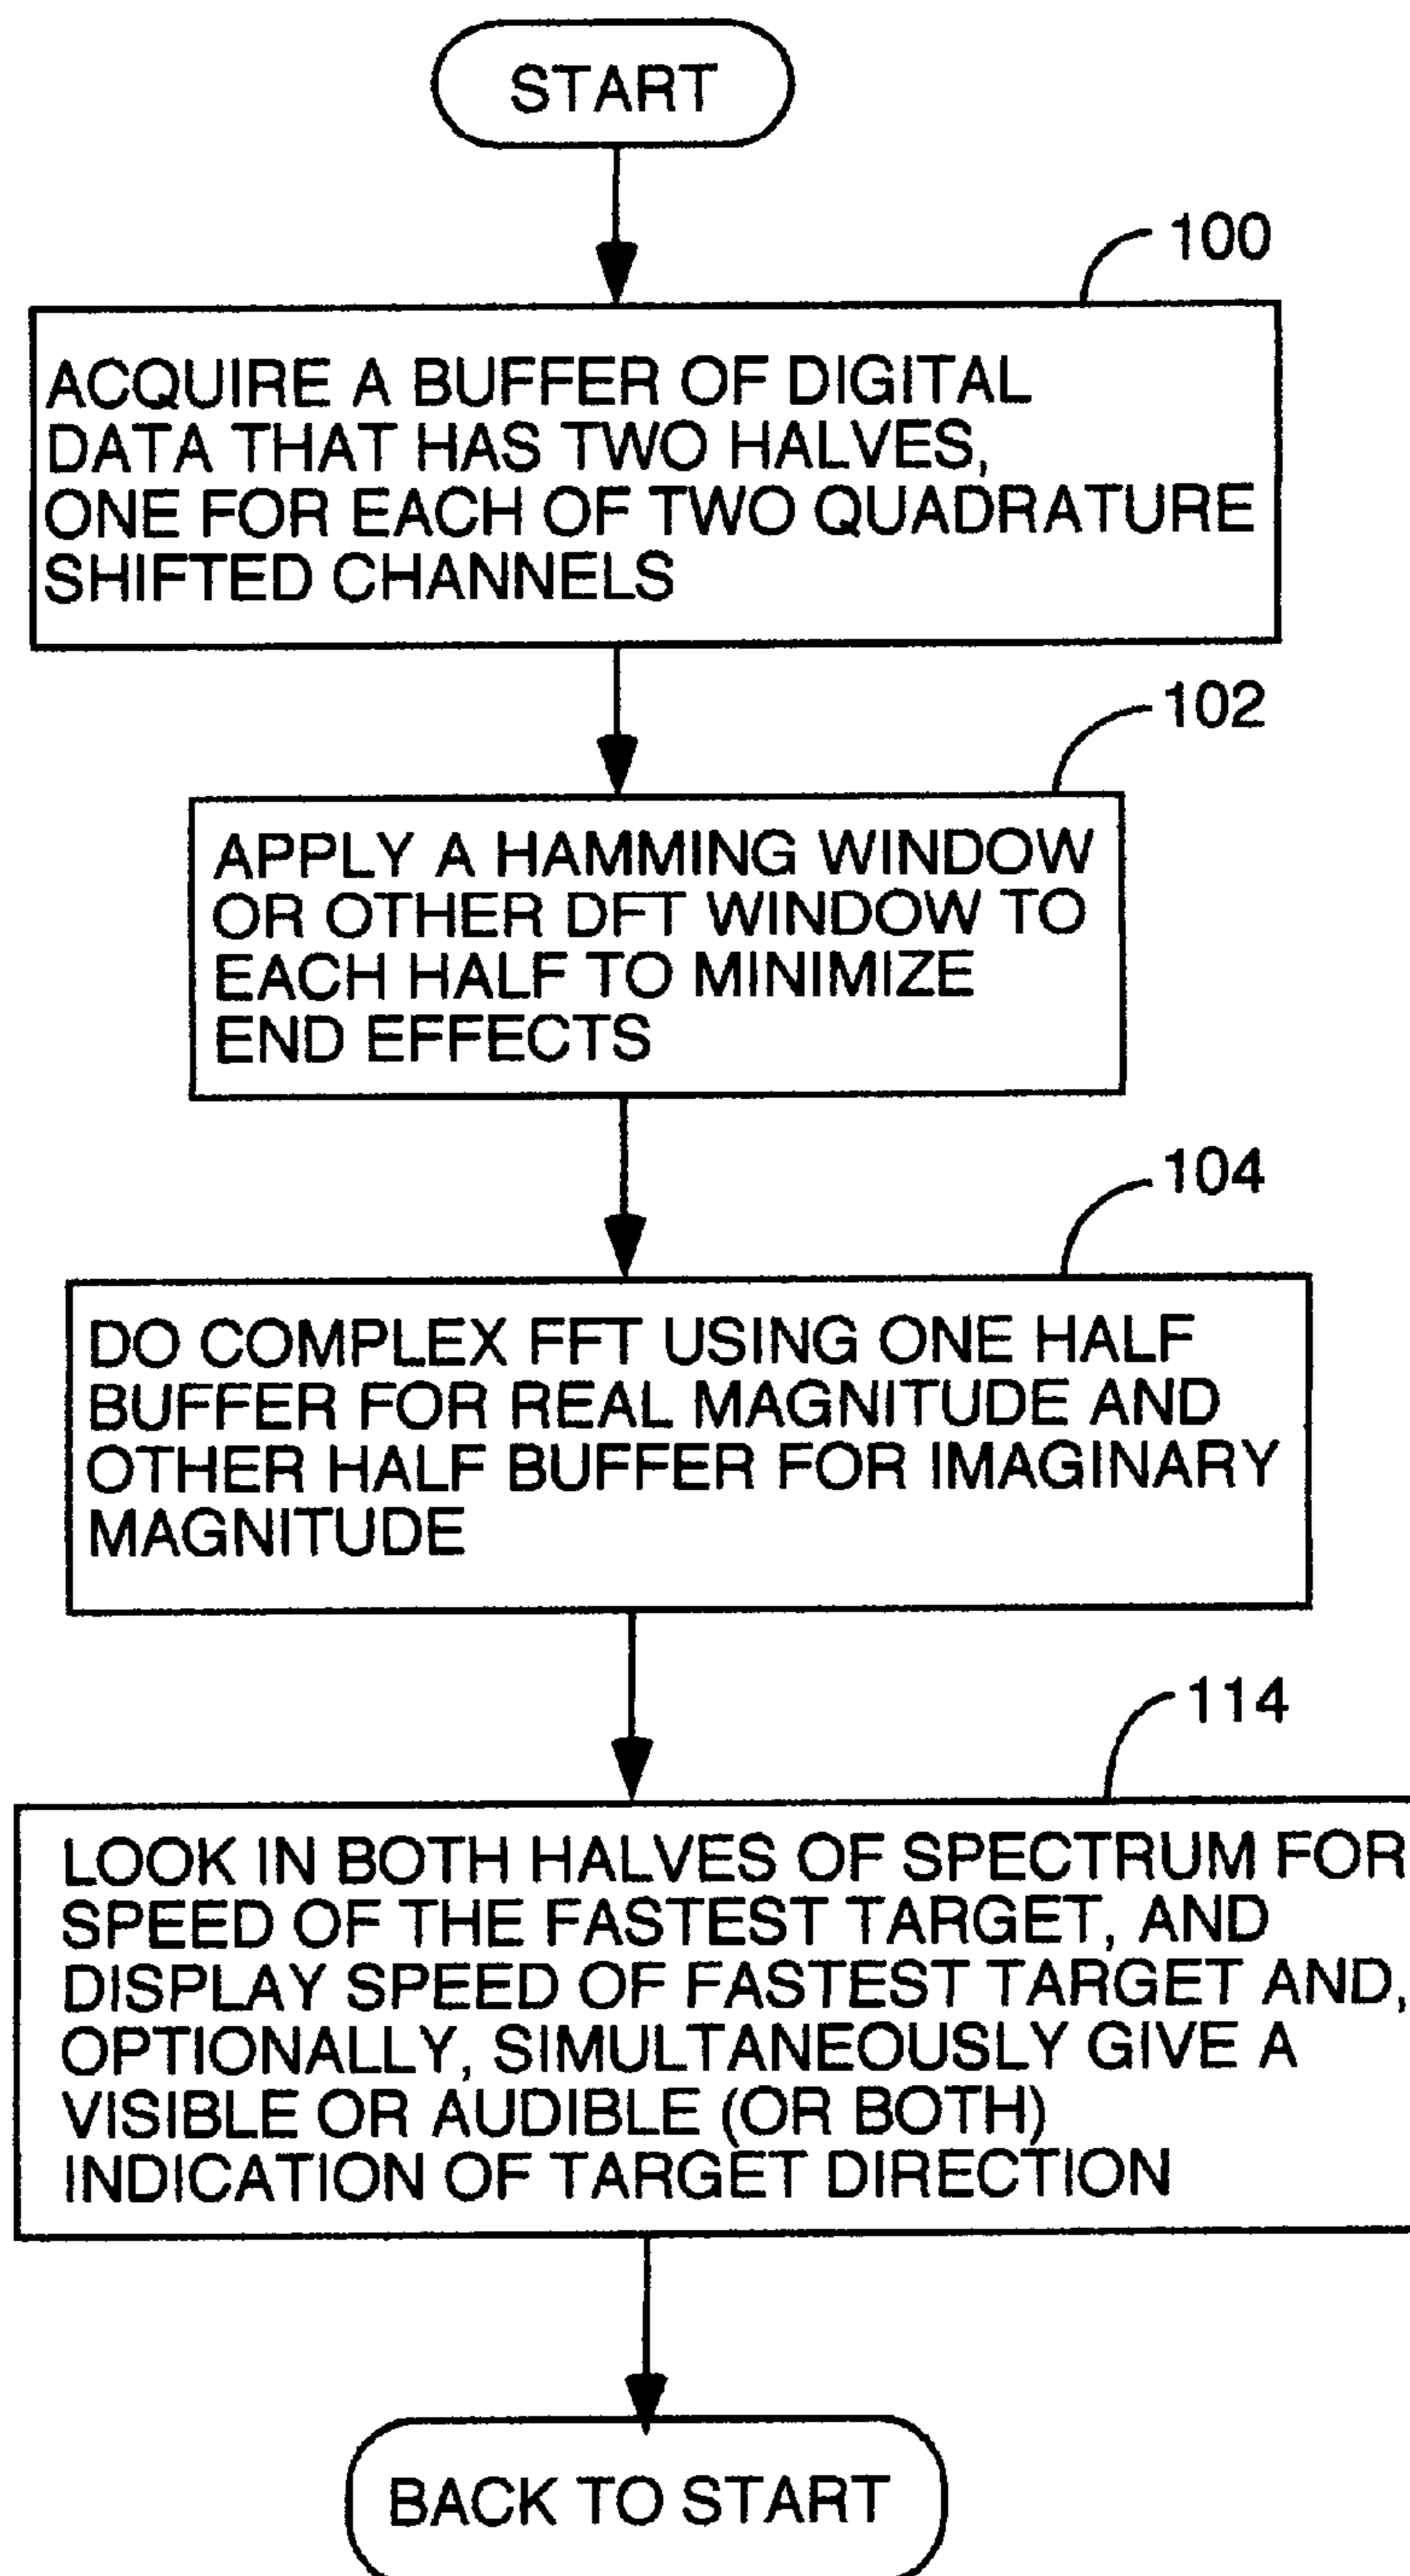 START
100
ACQUIRE A BUFFER OF DIGITAL
DATA THAT HAS TWO HALVES,
ONE FOR EACH OF TWO QUADRATURE
SHIFTED CHANNELS
102
APPLY A HAMMING WINDOW
OR OTHER DFT WINDOW TO
EACH HALF TO MINIMIZE
END EFFECTS
104
DO COMPLEX FFT USING ONE HALF
BUFFER FOR REAL MAGNITUDE AND
OTHER HALF BUFFER FOR IMAGINARY
MAGNITUDE
114
LOOK IN BOTH HALVES OF SPECTRUM FOR
SPEED OF THE FASTEST TARGET, AND
DISPLAY SPEED OF FASTEST TARGET AND,
OPTIONALLY, SIMULTANEOUSLY GIVE A
VISIBLE OR AUDIBLE (OR BOTH)
INDICATION OF TARGET DIRECTION
BACK TO START